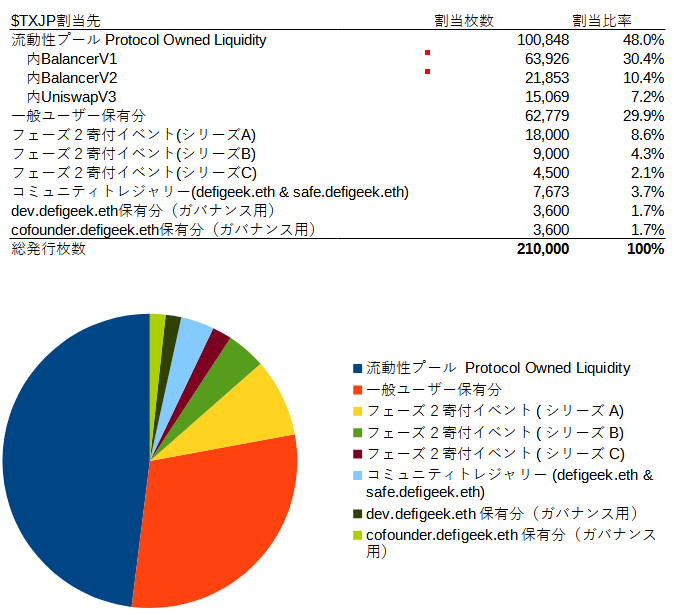 $TXJP割当先 割当枚数 割当比率
流動性プール Protocol Owned Liquidity 100,848 48.0%
内BalancerV1 63,926 30.4%
内BalancerV2 21,853 10.4%
内UniswapV3 15,069 7.2%
一般ユーザー保有分 62,779 29.9%
フェーズ２寄付イベント(シリーズA) 18,000 8.6%
フェーズ２寄付イベント(シリーズB) 9,000 4.3%
フェーズ２寄付イベント(シリーズC) 4,500 2.1%
コミュニティトレジャリー(defigeek.eth & safe.defigeek.eth) 7,673 3.7%
dev.defigeek.eth保有分（ガバナンス用） 3,600 1.7%
cofounder.defigeek.eth保有分（ガバナンス用） 3,600 1.7%
総発行枚数 210,000 100%
流動性プール Protocol Owned Liquidity
一般ユーザー保有分
フェーズ２寄付イベント ( シリーズ A)
フェーズ２寄付イベント ( シリーズ B)
フェーズ２寄付イベント ( シリーズ C)
コミュニティトレジャリー (defigeek.eth &
safe.defigeek.eth)
dev.defigeek.eth 保有分（ガバナンス用）
cofounder.defigeek.eth 保有分（ガバナンス
用）